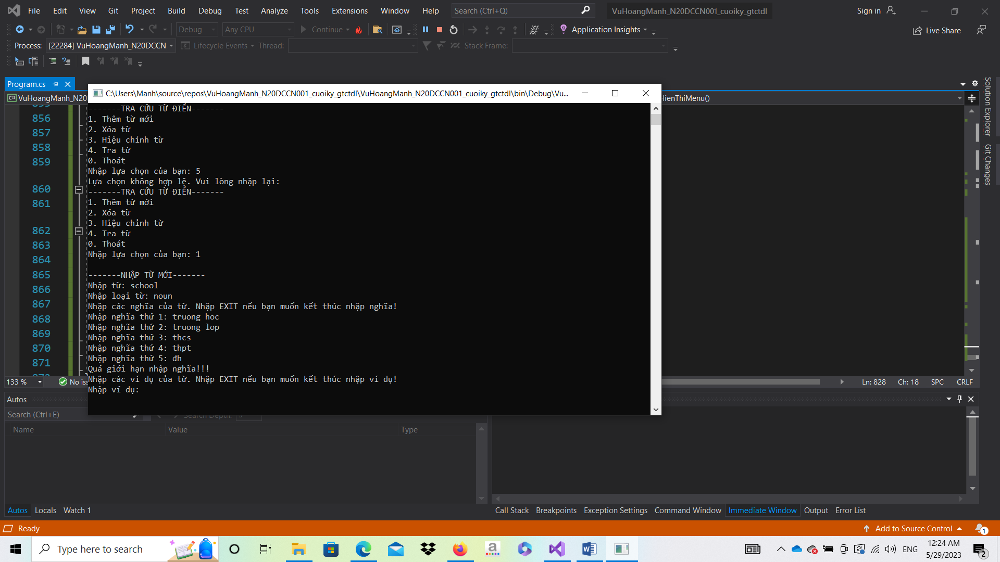 File Edit View Git Project Build Debug Test Analyze Tools Extensions Window Help Search (Ctrl+Q) VuHoangManh_N20DCCN001_cuoiky_gtctdl Sign in
Debug Any CPU Continue Application Insights Live Share
Process: [22284] VuHoangManh_N20DCCN Lifecycle Events Thread: Stack Frame:
Program.cs
VuHoangManh_N20
HienThiMenu()
C:\Users\Manh\source\repos\VuHoangManh_N20DCCN001_cuoiky_gtctdl\VuHoangManh_N20DCCN001_cuoiky_gtctdl\bin\Debug\Vu...
-------TRA CỨU TỪ ĐIỂN-------
1. Thêm từ mới
2. Xóa từ
3. Hiệu chỉnh từ
4. Tra từ
0. Thoát
Nhập lựa chọn của bạn: 5
Lựa chọn không hợp lệ. Vui lòng nhập lại:
-------TRA CỨU TỪ ĐIỂN-------
1. Thêm từ mới
2. Xóa từ
3. Hiệu chỉnh từ
4. Tra từ
0. Thoát
Nhập lựa chọn của bạn: 1
-------NHẬP TỪ MỚI-------
Nhập từ: school
Nhập loại từ: noun
Nhập các nghĩa của từ. Nhập EXIT nếu bạn muốn kết thúc nhập nghĩa!
Nhập nghĩa thứ 1: truong hoc
Nhập nghĩa thứ 2: truong lop
Nhập nghĩa thứ 3: thcs
Nhập nghĩa thứ 4: thpt
Nhập nghĩa thứ 5: đh
Quá giới hạn nhập nghĩa!!!
Nhập các ví dụ của từ. Nhập EXIT nếu bạn muốn kết thúc nhập ví dụ!
Nhập ví dụ:
856
857
858
859
860
861
862
863
864
865
866
867
868
869
870
871
Solution Explorer
Git Changes
133 % No iss Ln: 828 Ch: 18 SPC CRLF
Autos
Search (Ctrl+E) Search Depth:
Name Value Type
Autos Locals Watch 1 Call Stack Breakpoints Exception Settings Command Window Immediate Window Output Error List
Ready Add to Source Control 1
Type here to search ENG 12:24 AM
5/29/2023 2